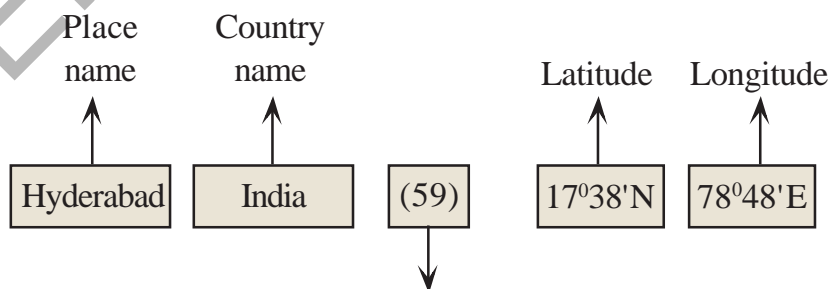 Place name
Country name
Latitude
Longitude
Hyderabad
India
(59)
17⁰38'N
78⁰48'E